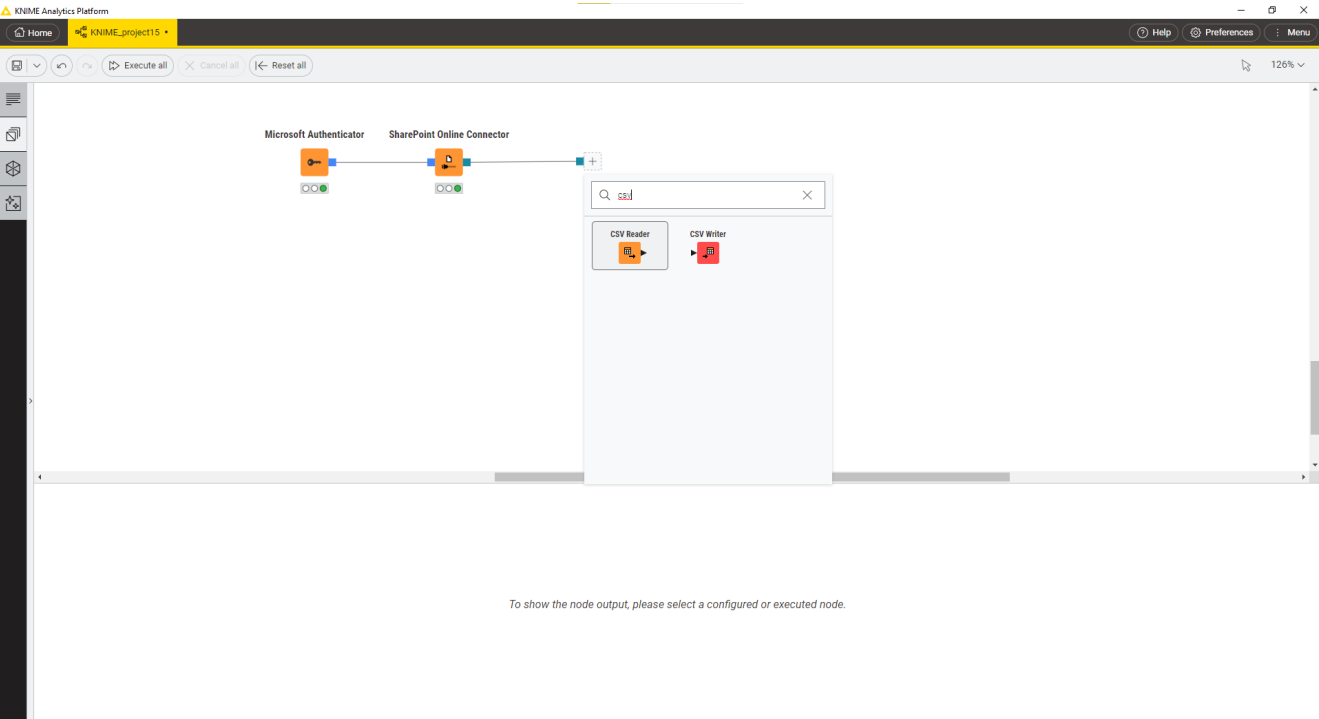 KNIME Analytics Platform
Home
KNIME_project15
Help
Preferences
Menu
Execute all
Cancel all
Reset all
126%
Microsoft Authenticator
SharePoint Online Connector
csv
CSV Reader
CSV Writer
To show the node output, please select a configured or executed node.